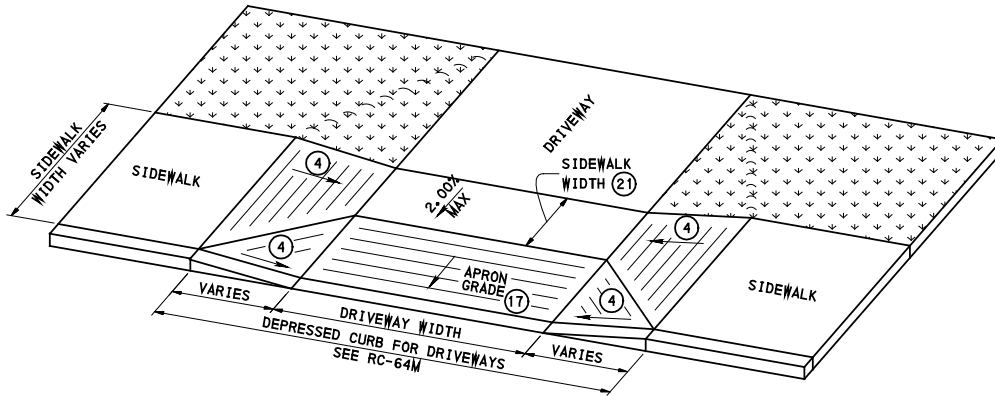 SIDEWALK
WIDTH VARIES
SIDEWALK
4
4
2.00%
MAX
DRIVEWAY
SIDEWALK
WIDTH 21
4
4
APRON
GRADE 17
SIDEWALK
VARIES
DRIVEWAY WIDTH
VARIES
DEPRESSED CURB FOR DRIVEWAYS
SEE RC-64M